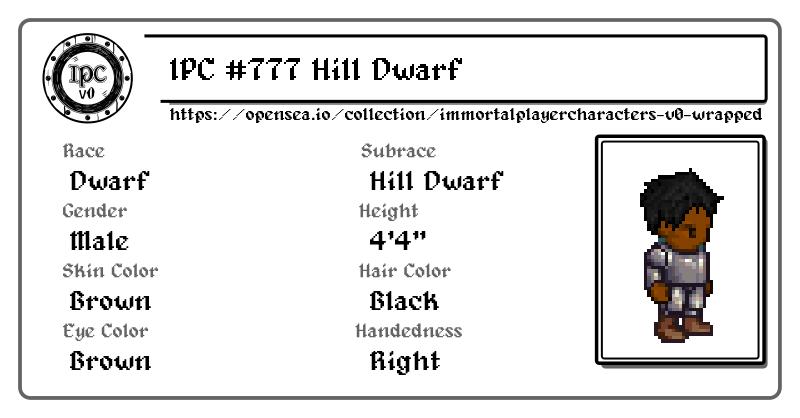 IPC
v0
IPC #777 Hill Dwarf
https://opensea.io/collection/immortalplayercharacters-v0-wrapped
Race
Dwarf
Subrace
Hill Dwarf
Gender
Male
Height
4'4"
Skin Color
Brown
Hair Color
Black
Eye Color
Brown
Handedness
Right